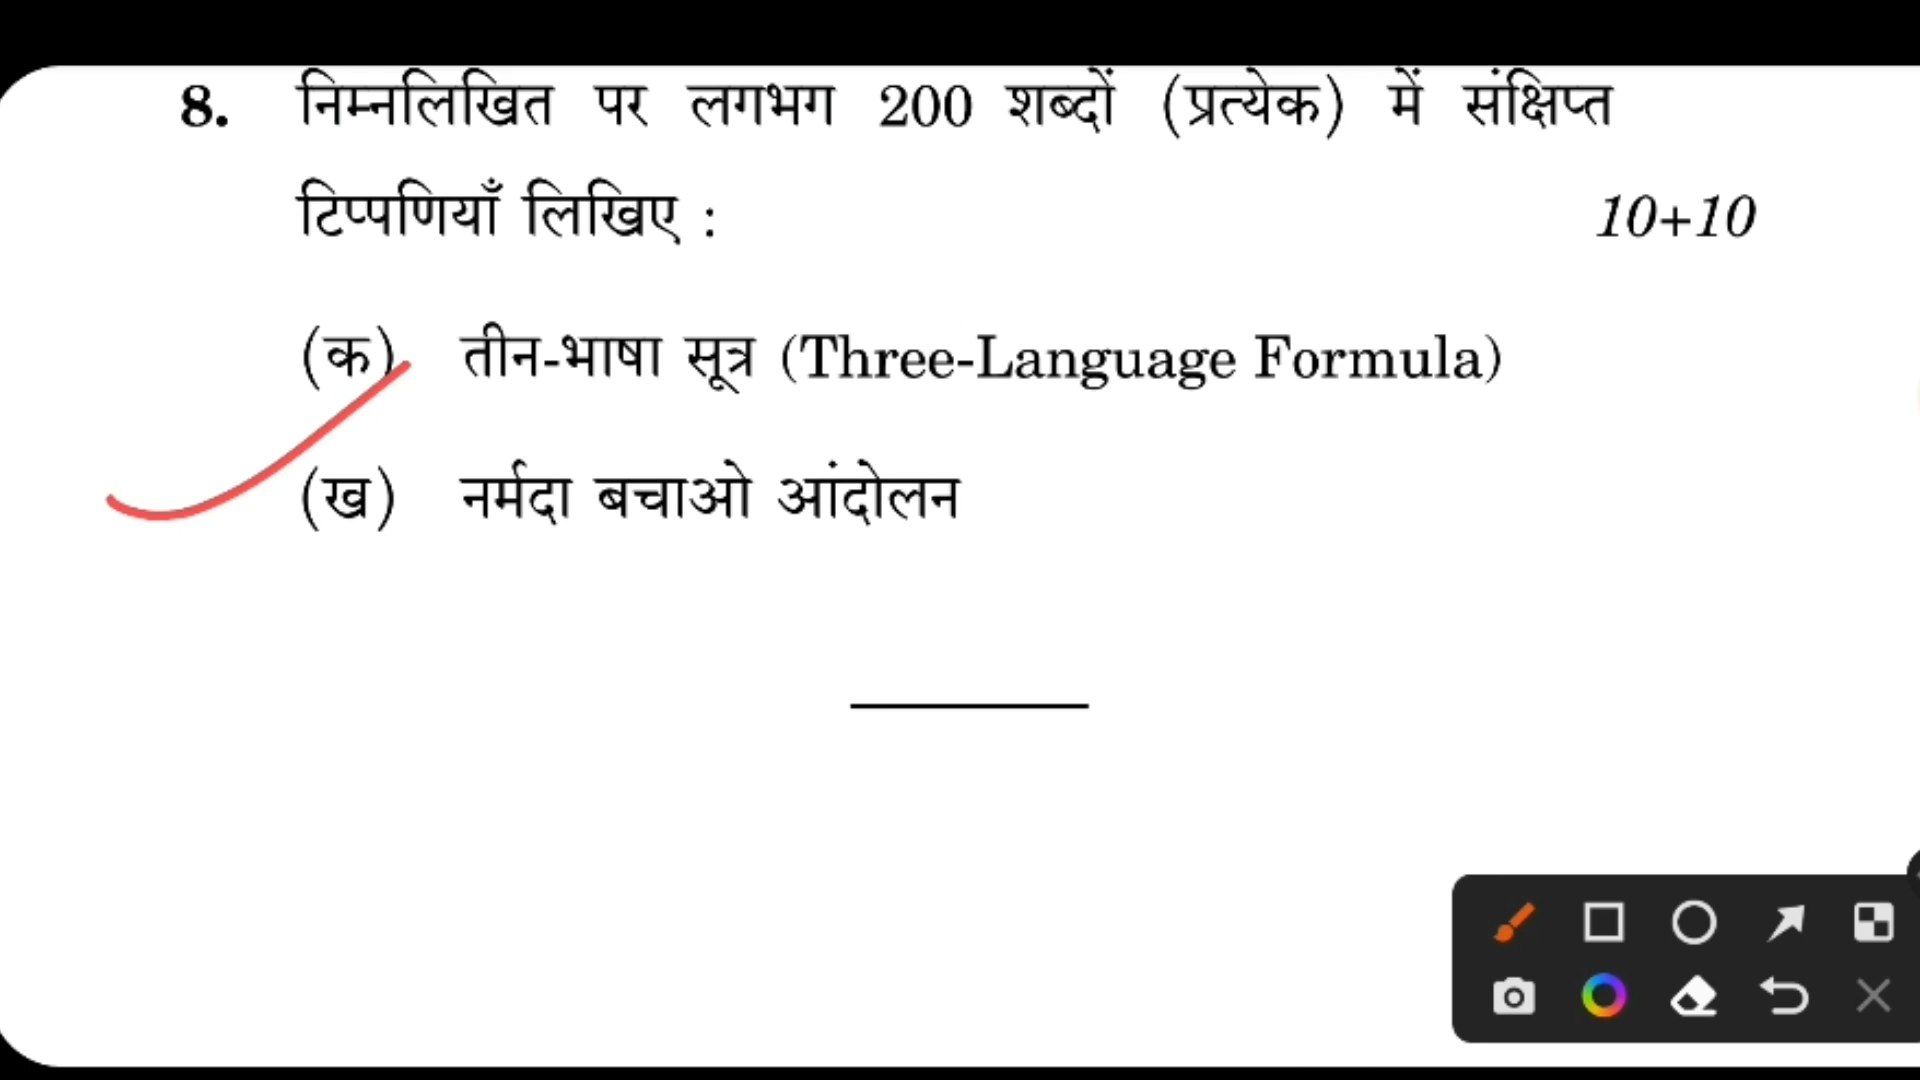 8. निम्नलिखित पर लगभग 200 शब्दों (प्रत्येक) में संक्षिप्त
टिप्पणियाँ लिखिए : 10+10
(क) तीन-भाषा सूत्र (Three-Language Formula)
(ख) नर्मदा बचाओ आंदोलन